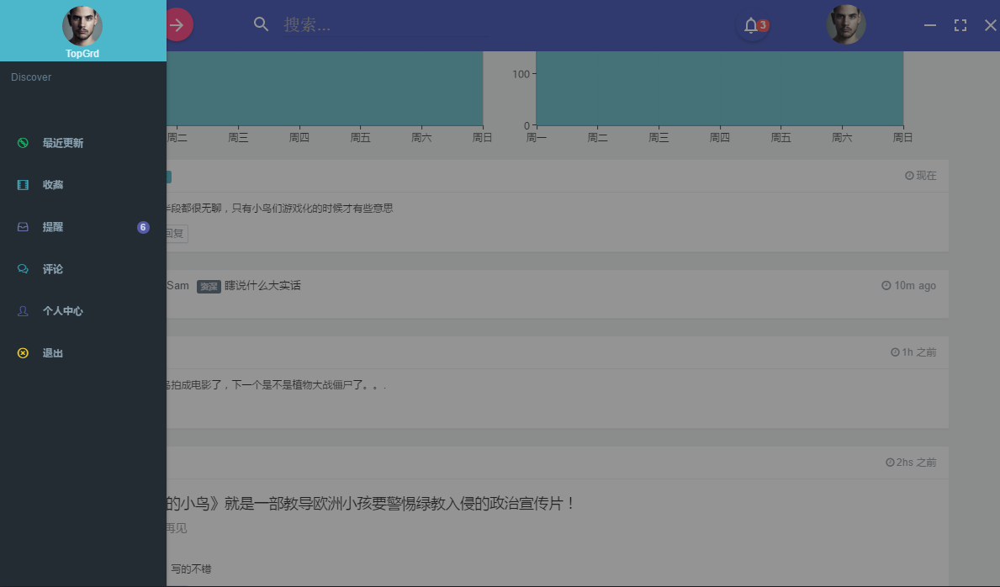 TopGrd
Discover
最近更新
收藏
提醒 6
评论
个人中心
退出
搜索...
3
周二 周三 周四 周五 周六 周日
100
0
周一 周二 周三 周四 周五 周六 周日
现在
半段都很无聊，只有小鸟们游戏化的时候才有些意思
回复
Sam 资深 瞎说什么大实话
10m ago
1h 之前
鸟拍成电影了，下一个是不是植物大战僵尸了。。.
2hs 之前
的小鸟》就是一部教导欧洲小孩要警惕绿教入侵的政治宣传片！
再见
写的不错